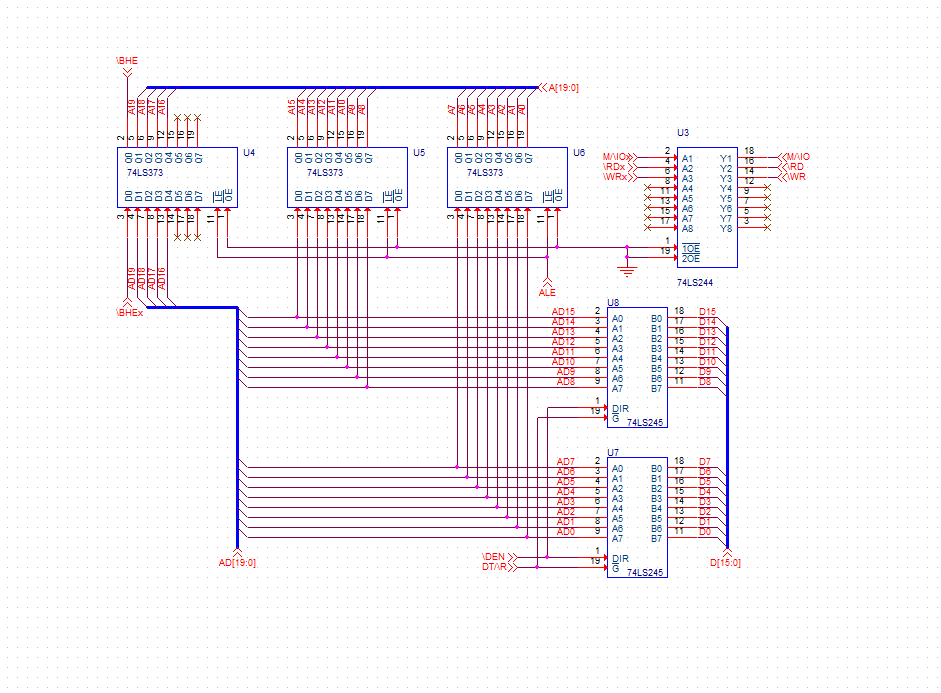 \BHE
A[19:0]
A19
A18
A17
A16
A15
A14
A13
A12
A11
A10
A9
A8
A7
A6
A5
A4
A3
A2
A1
A0
2 5 6 9 12 15 16 19
2 5 6 9 12 15 16 19
2 5 6 9 12 15 16 19
Q0 Q1 Q2 Q3 Q4 Q5 Q6 Q7
U4
Q0 Q1 Q2 Q3 Q4 Q5 Q6 Q7
U5
Q0 Q1 Q2 Q3 Q4 Q5 Q6 Q7
U6
74LS373
74LS373
74LS373
D0 D1 D2 D3 D4 D5 D6 D7 LE OE
D0 D1 D2 D3 D4 D5 D6 D7 LE OE
D0 D1 D2 D3 D4 D5 D6 D7 LE OE
3 4 7 8 13 14 17 18 11 1
3 4 7 8 13 14 17 18 11 1
3 4 7 8 13 14 17 18 11 1
U3
M/\IOx 2 A1 Y1 18 M/\IO
\RDx 4 A2 Y2 16 \RD
\WRx 6 A3 Y3 14 \WR
8 A4 Y4 12
11 A5 Y5 9
13 A6 Y6 7
15 A7 Y7 5
17 A8 Y8 3
1 1OE
19 2OE
74LS244
AD19
AD18
AD17
AD16
\BHEx
ALE
U8
AD15 2 A0 B0 18 D15
AD14 3 A1 B1 17 D14
AD13 4 A2 B2 16 D13
AD12 5 A3 B3 15 D12
AD11 6 A4 B4 14 D11
AD10 7 A5 B5 13 D10
AD9 8 A6 B6 12 D9
AD8 9 A7 B7 11 D8
1 DIR
19 G
74LS245
U7
AD7 2 A0 B0 18 D7
AD6 3 A1 B1 17 D6
AD5 4 A2 B2 16 D5
AD4 5 A3 B3 15 D4
AD3 6 A4 B4 14 D3
AD2 7 A5 B5 13 D2
AD1 8 A6 B6 12 D1
AD0 9 A7 B7 11 D0
\DEN 1 DIR
DT/\R 19 G
74LS245
AD[19:0]
D[15:0]